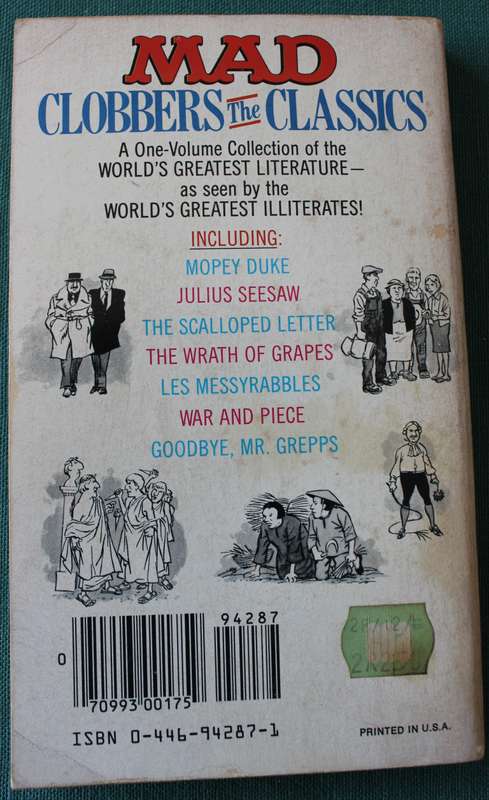 MAD
CLOBBERS The CLASSICS
A One-Volume Collection of the
WORLD'S GREATEST LITERATURE—
as seen by the
WORLD'S GREATEST ILLITERATES!
INCLUDING:
MOPEY DUKE
JULIUS SEESAW
THE SCALLOPED LETTER
THE WRATH OF GRAPES
LES MESSYRABBLES
WAR AND PIECE
GOODBYE, MR. GREPPS
94287
0
70993 00175
ISBN 0-446-94287-1
PRINTED IN U.S.A.